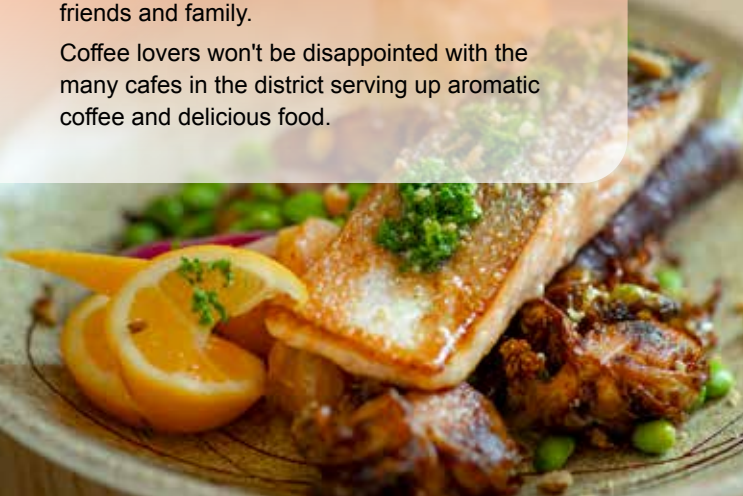 friends and family.
Coffee lovers won't be disappointed with the
many cafes in the district serving up aromatic
coffee and delicious food.